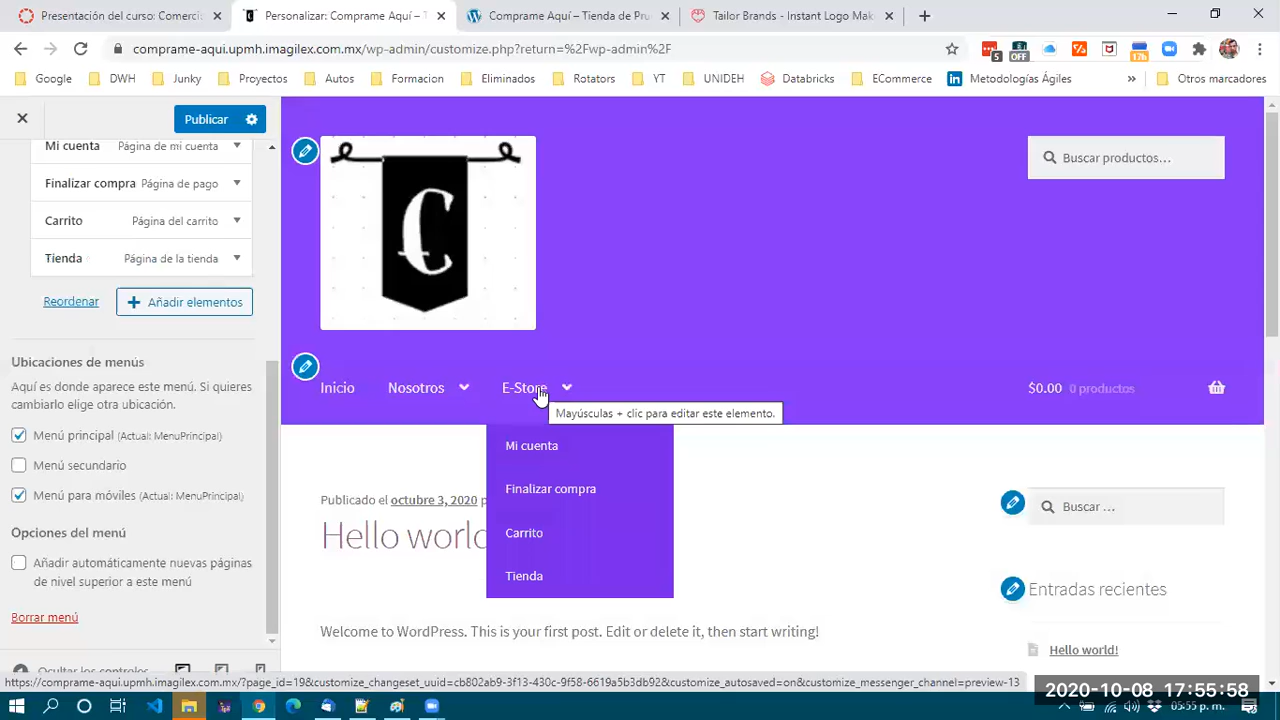 Presentación del curso: Comercio
Personalizar: Comprame Aquí – T
Comprame Aquí – Tienda de Pru
Tailor Brands - Instant Logo Mak
comprame-aqui.upmh.imagilex.com.mx/wp-admin/customize.php?return=%2Fwp-admin%2F
5
OFF
17h
Google
DWH
Junky
Proyectos
Autos
Formacion
Eliminados
Rotators
YT
UNIDEH
Databricks
ECommerce
Metodologías Ágiles
»
Otros marcadores
Publicar
Mi cuenta Página de mi cuenta
Finalizar compra Página de pago
Carrito Página del carrito
Tienda Página de la tienda
Reordenar
Añadir elementos
Ubicaciones de menús
Aquí es donde aparece este menú. Si quieres
cambiarlo elige otra ubicación.
Menú principal (Actual: MenuPrincipal)
Menú secundario
Menú para móviles (Actual: MenuPrincipal)
Opciones del menú
Añadir automáticamente nuevas páginas
de nivel superior a este menú
Borrar menú
Ocultar los controles
C
Buscar productos…
Inicio
Nosotros
E-Store
$0.00 0 productos
Mayúsculas + clic para editar este elemento.
Mi cuenta
Finalizar compra
Carrito
Tienda
Publicado el octubre 3, 2020 p
Hello world
Welcome to WordPress. This is your first post. Edit or delete it, then start writing!
Buscar …
Entradas recientes
Hello world!
https://comprame-aqui.upmh.imagilex.com.mx/?page_id=19&customize_changeset_uuid=cb802ab9-3f13-430c-9f58-6619a5b3db92&customize_autosaved=on&customize_messenger_channel=preview-13
2020-10-08 17:55:58
05:55 p. m.